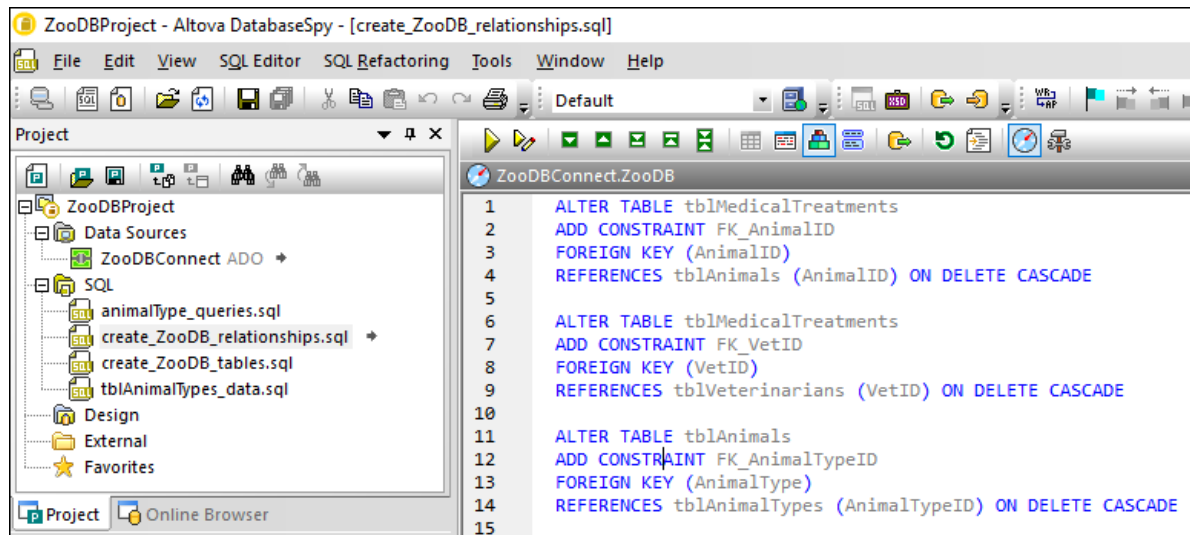 ZooDBProject - Altova DatabaseSpy - [create_ZooDB_relationships.sql]
File Edit View SQL Editor SQL Refactoring Tools Window Help
Default
Project
ZooDBProject
Data Sources
ZooDBConnect ADO
SQL
animalType_queries.sql
create_ZooDB_relationships.sql
create_ZooDB_tables.sql
tblAnimalTypes_data.sql
Design
External
Favorites
Project Online Browser
ZooDBConnect.ZooDB
1 ALTER TABLE tblMedicalTreatments
2 ADD CONSTRAINT FK_AnimalID
3 FOREIGN KEY (AnimalID)
4 REFERENCES tblAnimals (AnimalID) ON DELETE CASCADE
5
6 ALTER TABLE tblMedicalTreatments
7 ADD CONSTRAINT FK_VetID
8 FOREIGN KEY (VetID)
9 REFERENCES tblVeterinarians (VetID) ON DELETE CASCADE
10
11 ALTER TABLE tblAnimals
12 ADD CONSTRAINT FK_AnimalTypeID
13 FOREIGN KEY (AnimalType)
14 REFERENCES tblAnimalTypes (AnimalTypeID) ON DELETE CASCADE
15